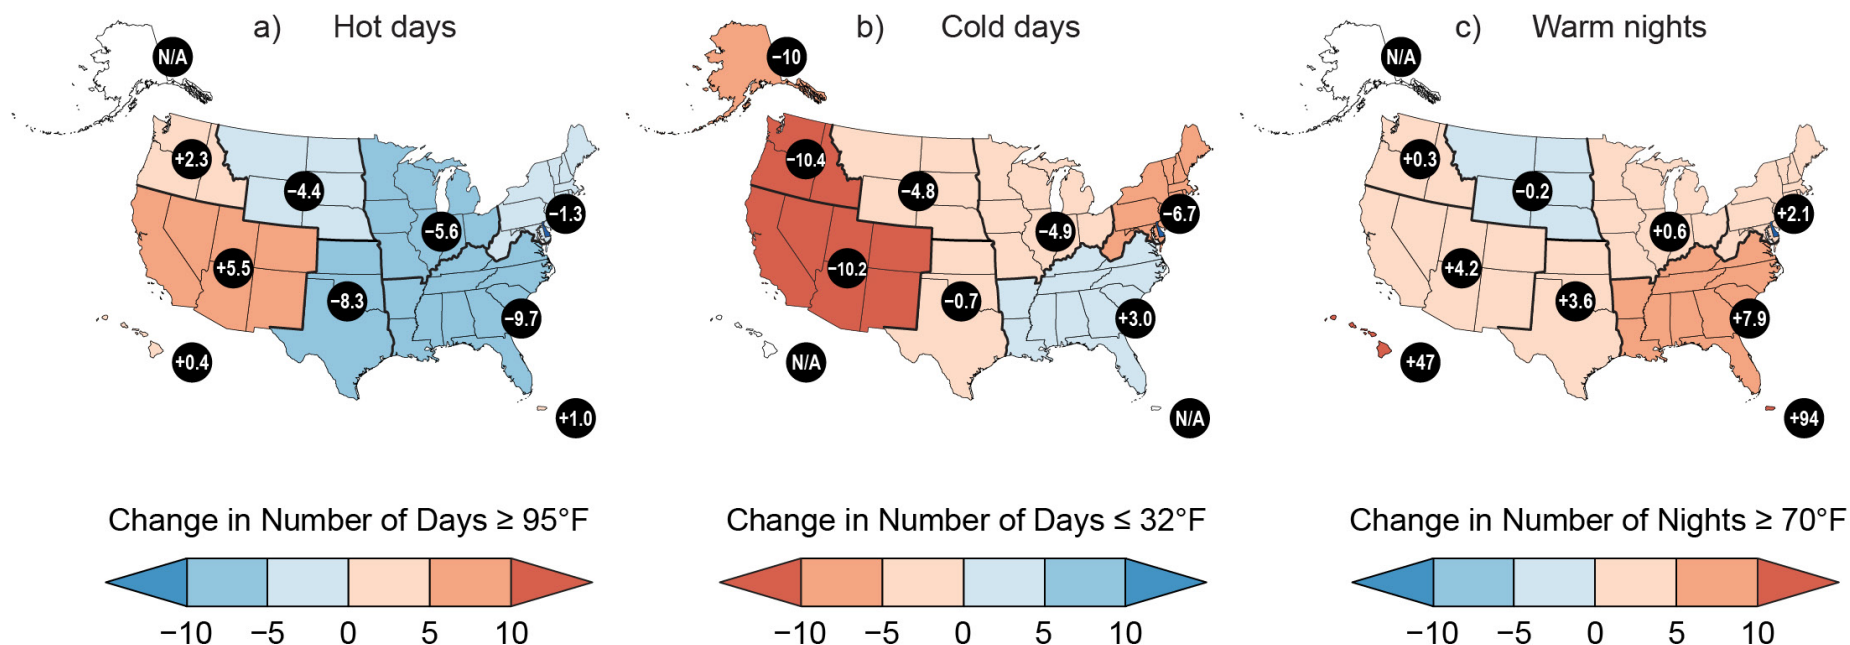 a) Hot days
N/A
+2.3
−4.4
−1.3
−5.6
+5.5
−8.3
−9.7
+0.4
+1.0
Change in Number of Days ≥ 95°F
−10 −5 0 5 10
b) Cold days
−10
−10.4
−4.8
−6.7
−4.9
−10.2
−0.7
+3.0
N/A
N/A
Change in Number of Days ≤ 32°F
−10 −5 0 5 10
c) Warm nights
N/A
+0.3
−0.2
+2.1
+0.6
+4.2
+3.6
+7.9
+47
+94
Change in Number of Nights ≥ 70°F
−10 −5 0 5 10